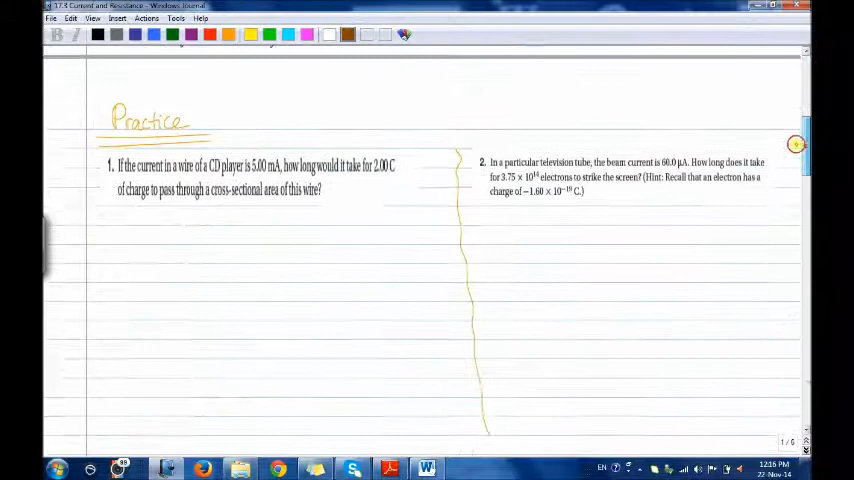 17.3 Current and Resistance - Windows Journal
File Edit View Insert Actions Tools Help
B I
Practice
1. If the current in a wire of a CD player is 5.00 mA, how long would it take for 2.00 C
of charge to pass through a cross-sectional area of this wire?
2. In a particular television tube, the beam current is 60.0 μA. How long does it take
for 3.75 × 10¹⁴ electrons to strike the screen? (Hint: Recall that an electron has a
charge of −1.60 × 10⁻¹⁹ C.)
1 / 6
99
EN
12:16 PM
22-Nov-14